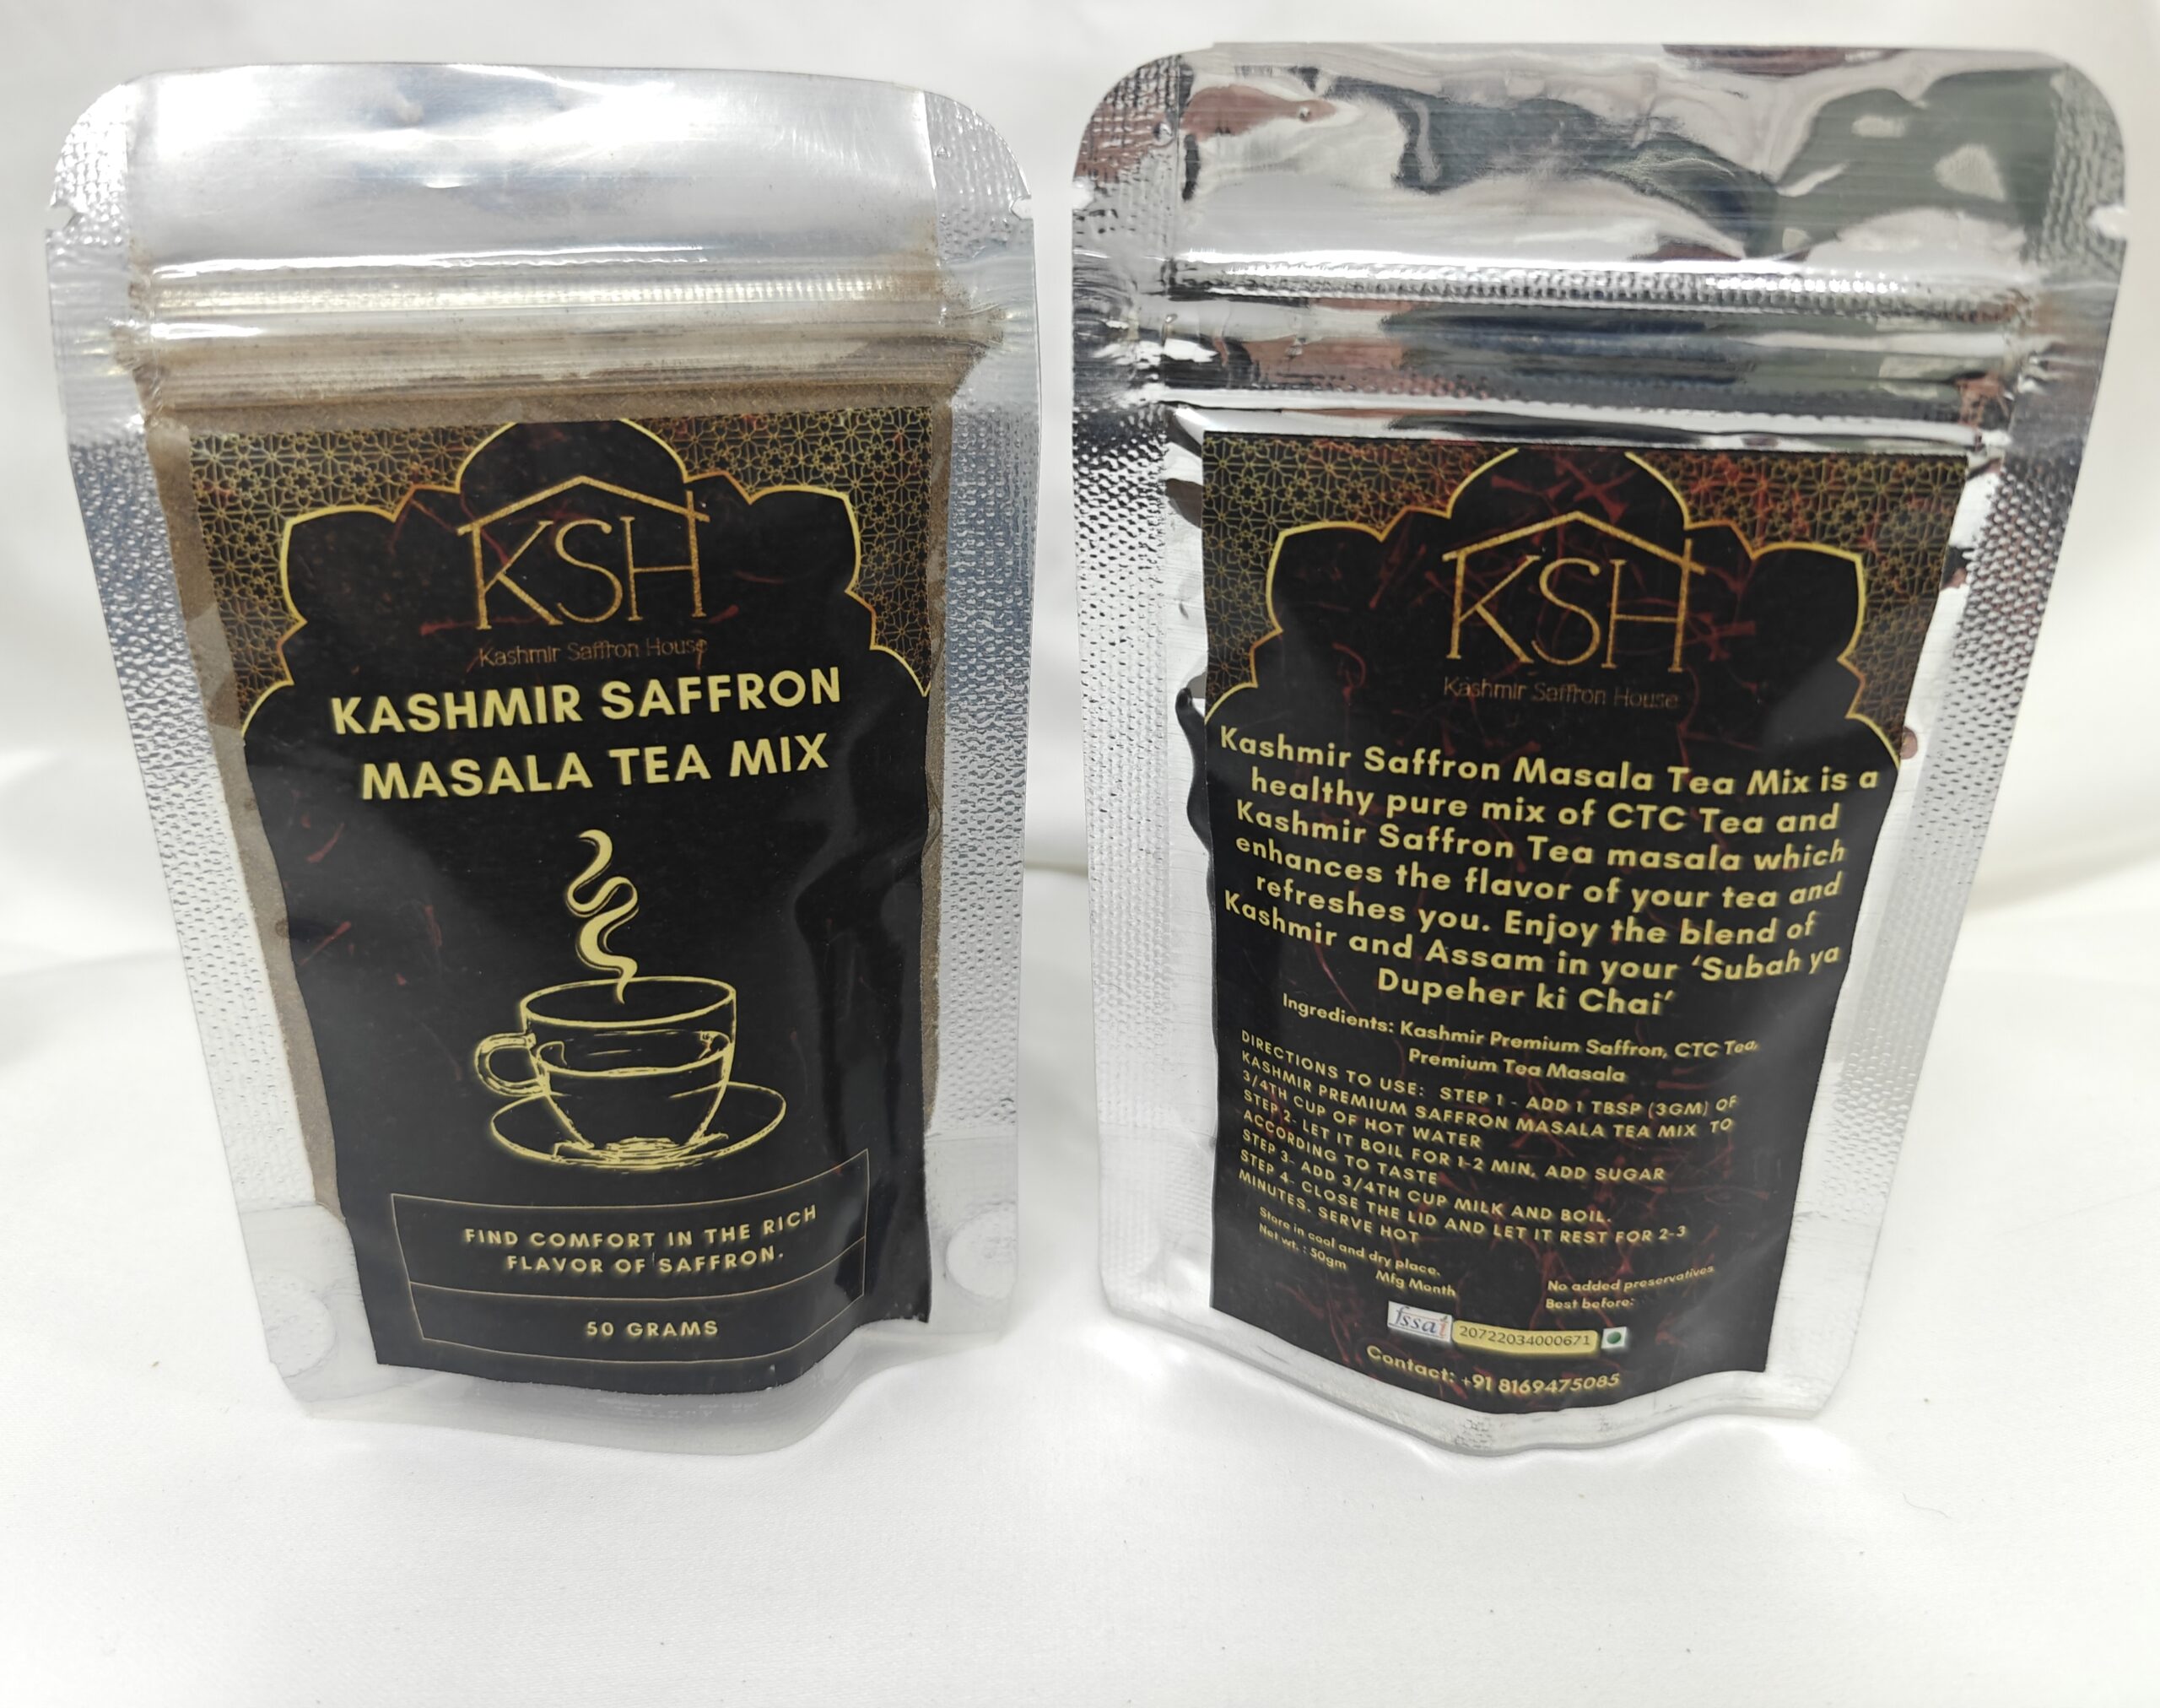 KSH
Kashmir Saffron House
KASHMIR SAFFRON
MASALA TEA MIX
FIND COMFORT IN THE RICH
FLAVOR OF SAFFRON.
50 GRAMS
KSH
Kashmir Saffron House
Kashmir Saffron Masala Tea Mix is a
healthy pure mix of CTC Tea and
Kashmir Saffron Tea masala which
enhances the flavor of your tea and
refreshes you. Enjoy the blend of
Kashmir and Assam in your ‘Subah ya
Dupeher ki Chai’
Ingredients: Kashmir Premium Saffron, CTC Tea,
Premium Tea Masala
DIRECTIONS TO USE: STEP 1 - ADD 1 TBSP (3GM) OF
KASHMIR PREMIUM SAFFRON MASALA TEA MIX TO
3/4TH CUP OF HOT WATER
STEP 2- LET IT BOIL FOR 1-2 MIN, ADD SUGAR
ACCORDING TO TASTE
STEP 3- ADD 3/4TH CUP MILK AND BOIL.
STEP 4- CLOSE THE LID AND LET IT REST FOR 2-3
MINUTES. SERVE HOT
Store in cool and dry place.
Net wt. : 50gm
Mfg Month
No added preservatives
Best before:
fssai 20722034000671
Contact: +91 8169475085